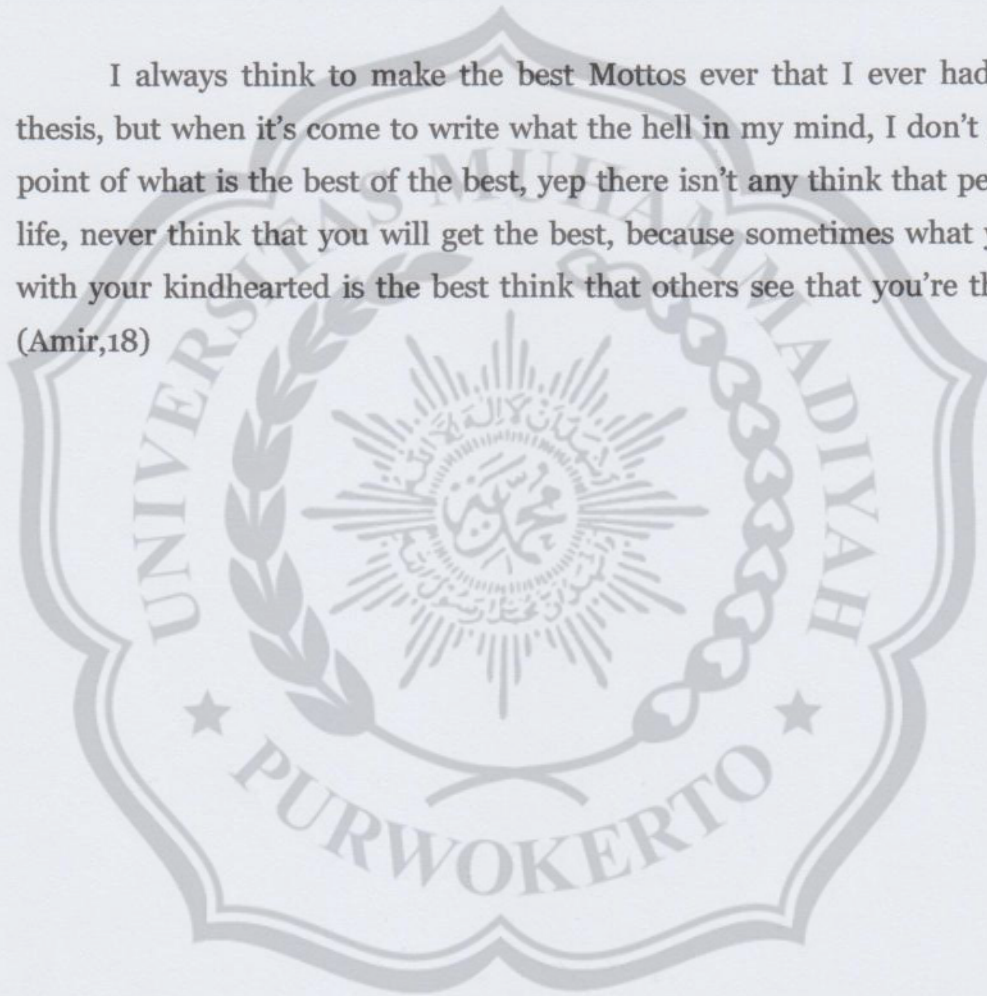 I always think to make the best Mottos ever that I ever had
thesis, but when it's come to write what the hell in my mind, I don't
point of what is the best of the best, yep there isn't any think that
life, never think that you will get the best, because sometimes what
with your kindhearted is the best think that others see that you're
(Amir,18)
UNIVERSITAS MUHAMMADIYAH
PURWOKERTO